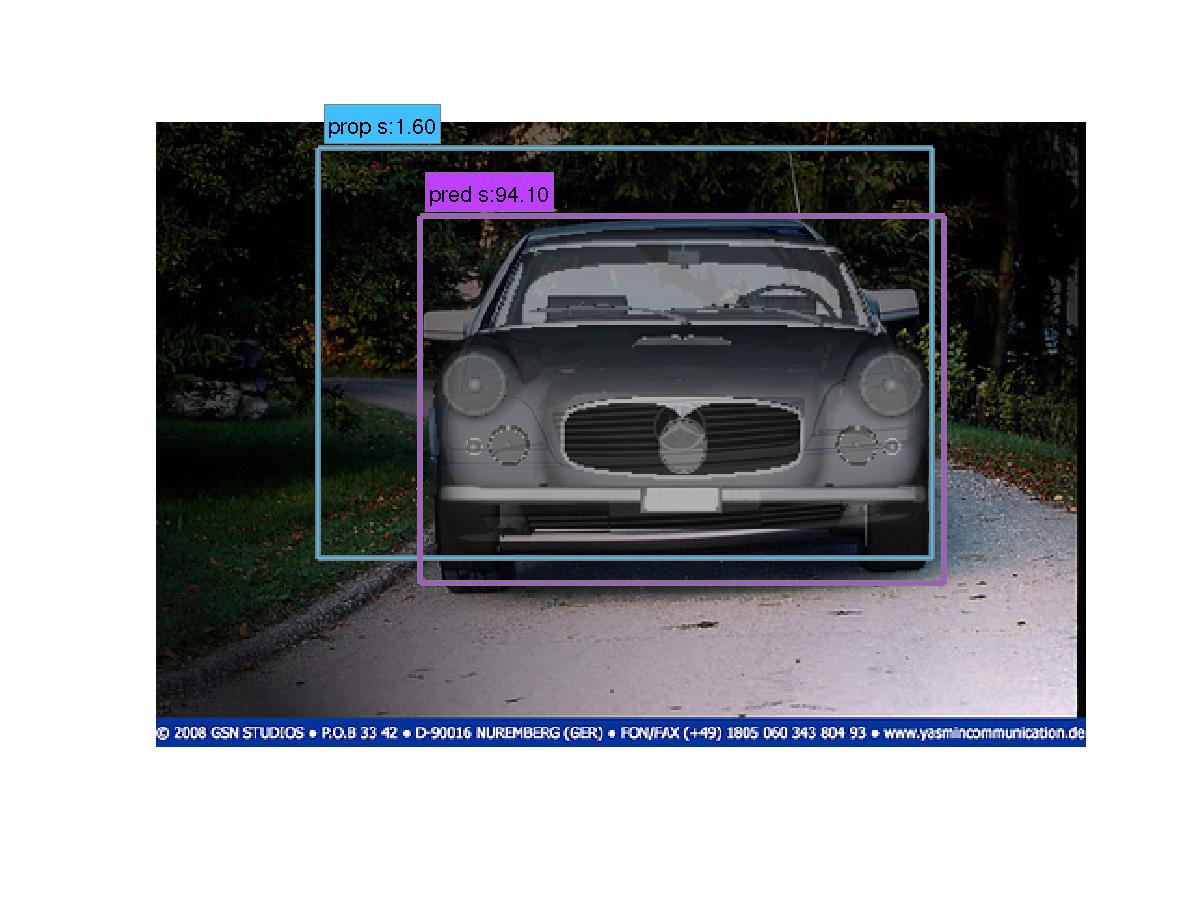 prop s:1.60
pred s:94.10
© 2008 GSN STUDIOS ● P.O.B 33 42 ● D-90016 NUREMBERG (GER) ● FON/FAX (+49) 1805 060 343 804 93 ● www.yasmincommunication.de